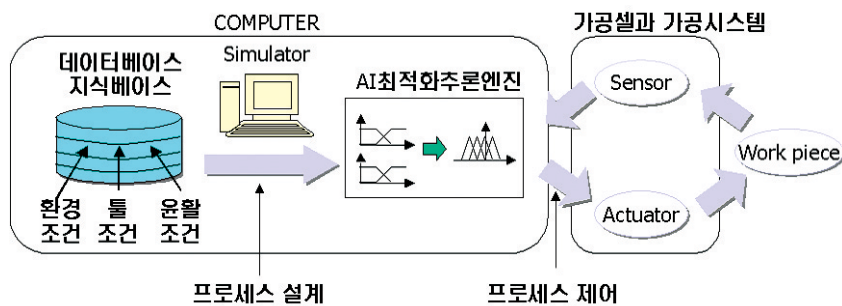 COMPUTER
가공셀과 가공시스템
데이터베이스
지식베이스
Simulator
AI최적화추론엔진
Sensor
Work piece
Actuator
환경
조건
툴
조건
윤활
조건
프로세스 설계
프로세스 제어